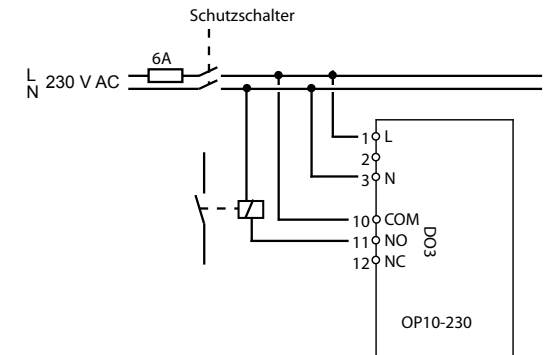 Schutzschalter
6A
L
N
230 V AC
1 L
2
3 N
10 COM
11 NO
12 NC
DO3
OP10-230